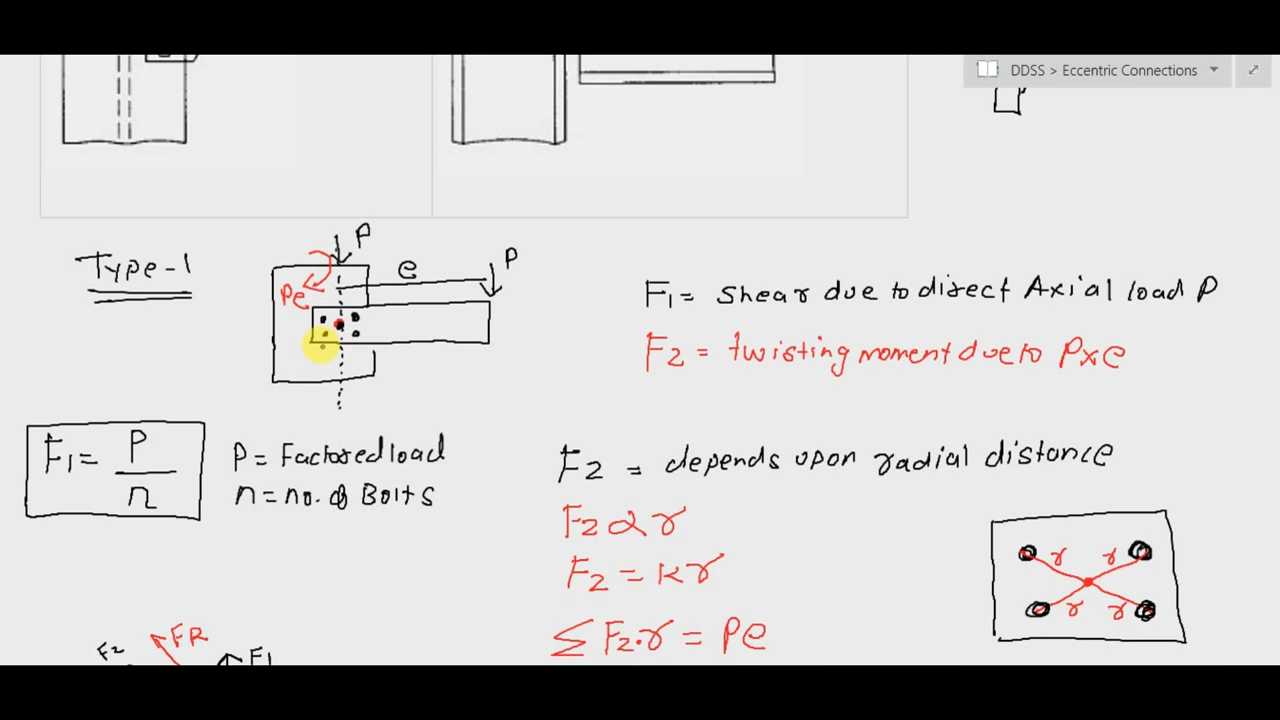 DDSS > Eccentric Connections
Type-1
P
e
P
Pe
F1 = Shear due to direct Axial load P
F2 = twisting moment due to P×e
F1 = P/n
P = Factored load
n = no. of Bolts
F2 = depends upon radial distance
F2 ∝ r
F2 = Kr
r r
r r
Σ F2·r = Pe
F2
FR
F1